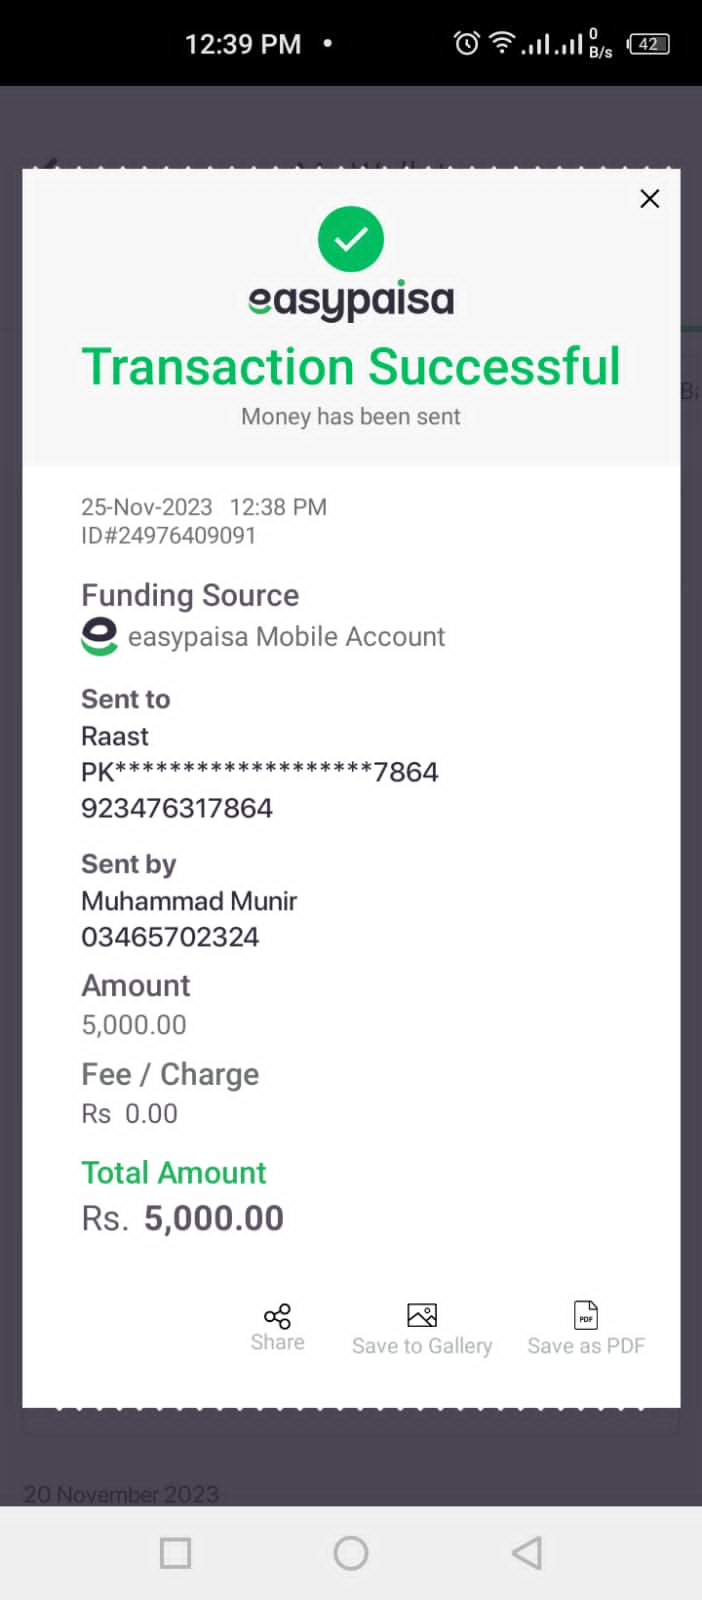 12:39 PM
0
B/s
42
easypaisa
Transaction Successful
Money has been sent
25-Nov-2023 12:38 PM
ID#24976409091
Funding Source
easypaisa Mobile Account
Sent to
Raast
PK*******************7864
923476317864
Sent by
Muhammad Munir
03465702324
Amount
5,000.00
Fee / Charge
Rs 0.00
Total Amount
Rs. 5,000.00
PDF
Share
Save to Gallery
Save as PDF
20 November 2023